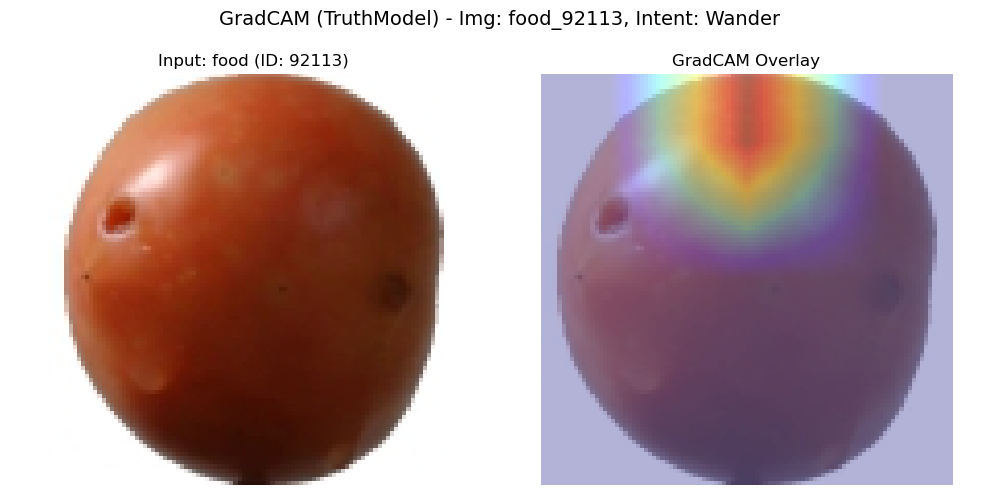 GradCAM (TruthModel) - Img: food_92113, Intent: Wander
Input: food (ID: 92113)
GradCAM Overlay